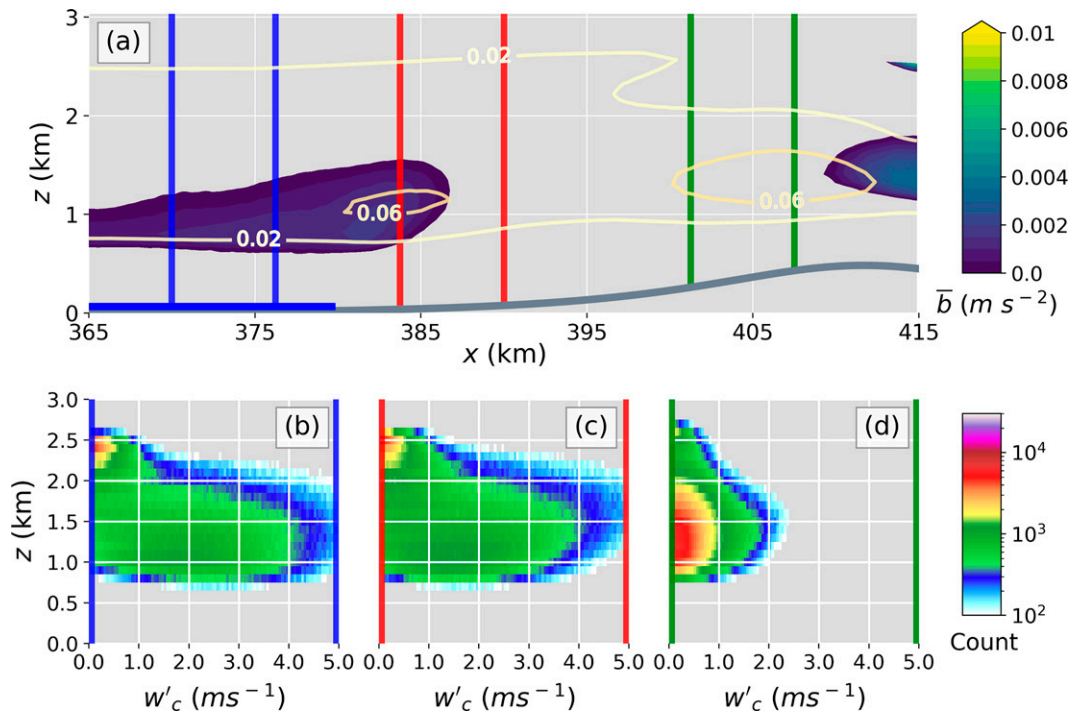 (a)
3
2
1
0
z (km)
0.02
0.06
0.02
0.06
365
375
385
395
405
415
x (km)
0.01
0.008
0.006
0.004
0.002
0.0
b̅ (m s⁻²)
(b)
(c)
(d)
3.0
2.5
2.0
1.5
1.0
0.5
0.0
z (km)
0.0 1.0 2.0 3.0 4.0 5.0
0.0 1.0 2.0 3.0 4.0 5.0
0.0 1.0 2.0 3.0 4.0 5.0
w'c (ms⁻¹)
w'c (ms⁻¹)
w'c (ms⁻¹)
10⁴
10³
10²
Count